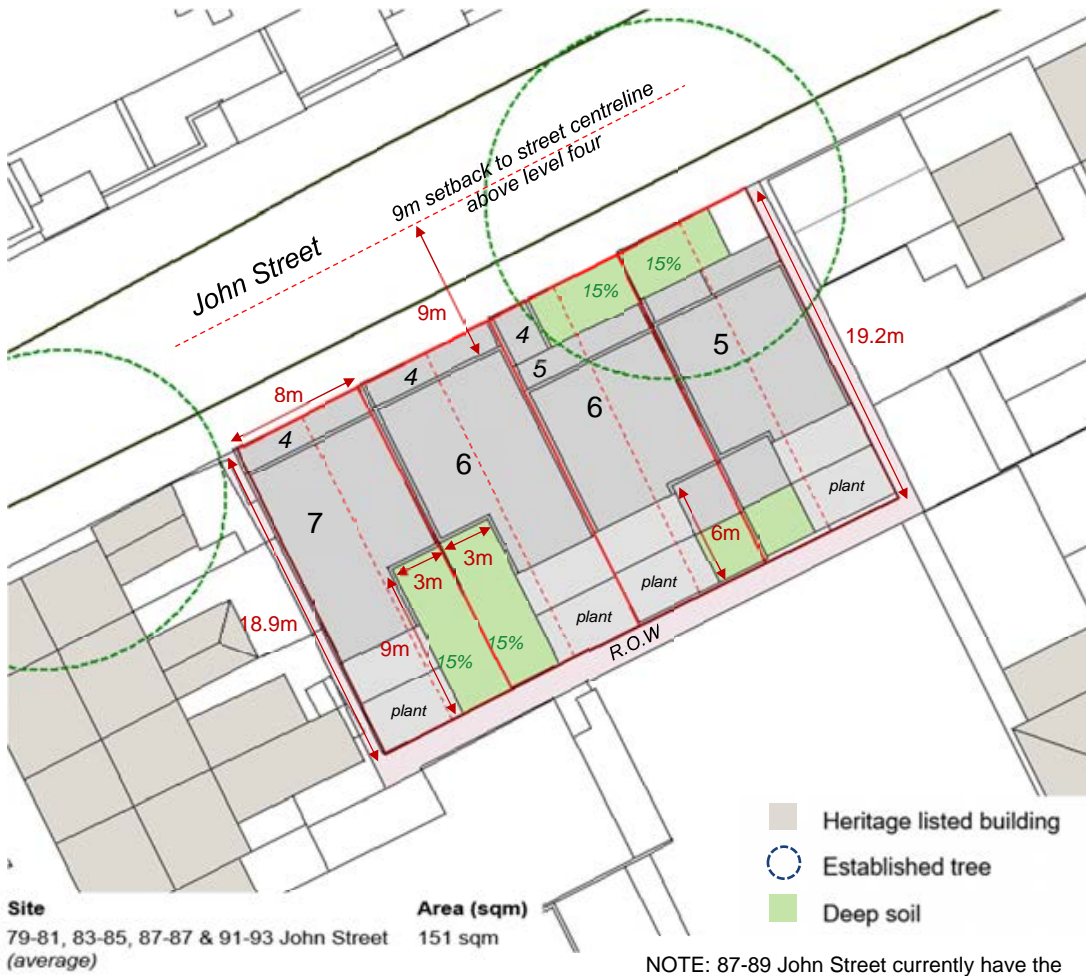 9m setback to street centreline
above level four
John Street
15%
15%
9m
4
5
19.2m
4
5
8m
4
6
6
7
plant
6m
3m
3m
plant
18.9m
plant
R.O.W
9m
15%
15%
plant
Heritage listed building
Established tree
Deep soil
Site
Area (sqm)
79-81, 83-85, 87-87 & 91-93 John Street
151 sqm
(average)
NOTE: 87-89 John Street currently have the